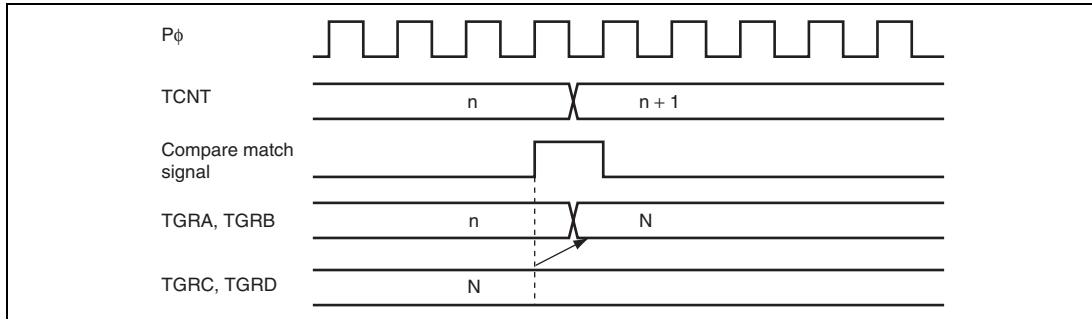 Pϕ
TCNT
n
n + 1
Compare match
signal
TGRA, TGRB
n
N
TGRC, TGRD
N